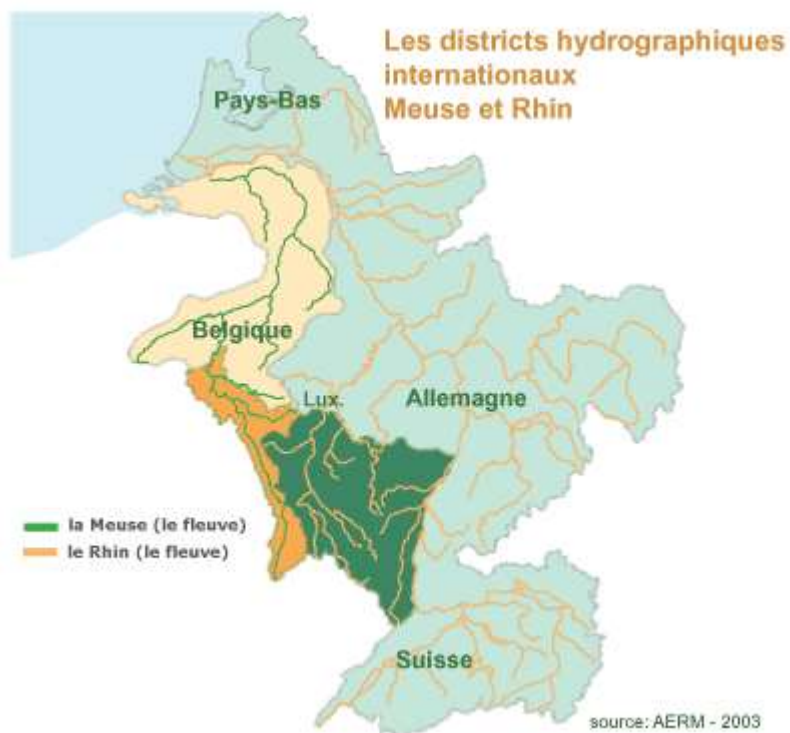 Les districts hydrographiques
internationaux
Meuse et Rhin
Pays-Bas
Belgique
Lux.
Allemagne
la Meuse (le fleuve)
le Rhin (le fleuve)
Suisse
source: AERM - 2003